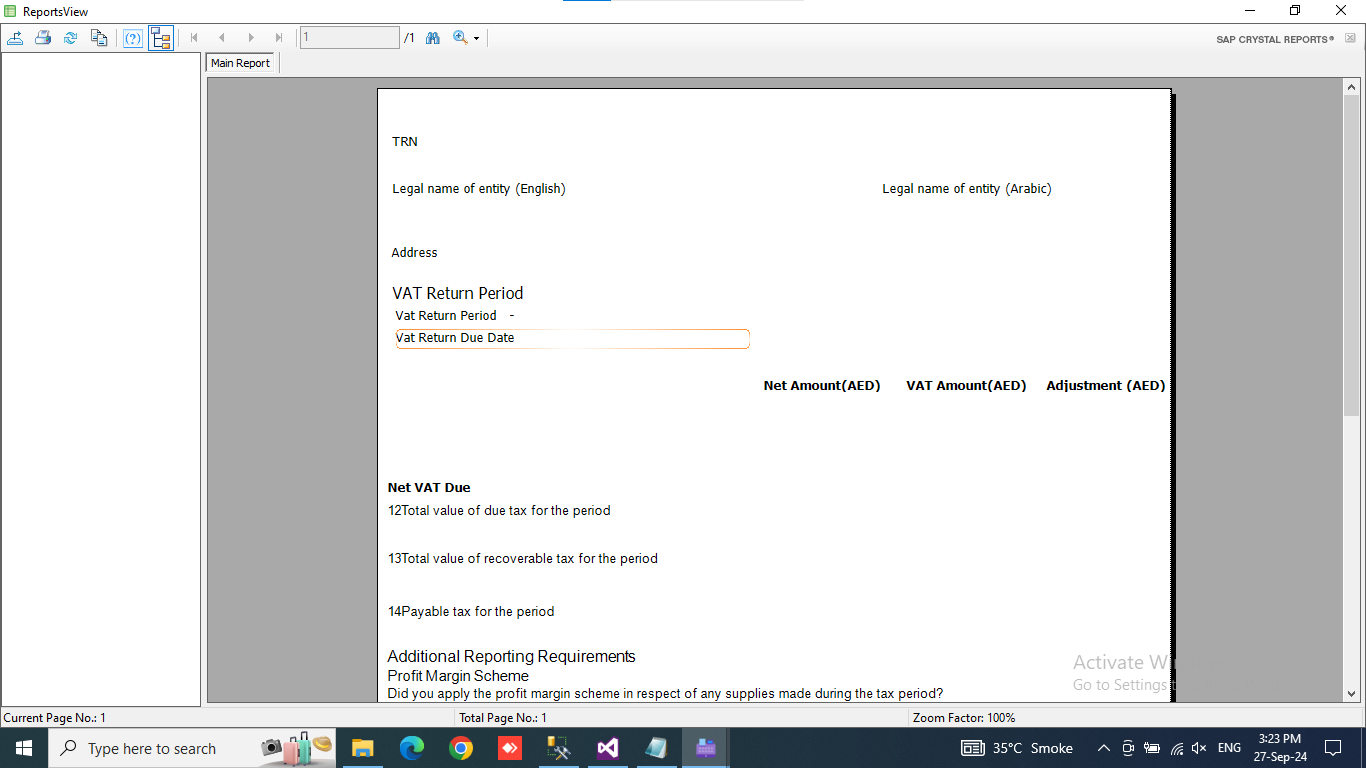 ReportsView
1 /1 SAP CRYSTAL REPORTS®
Main Report
TRN
Legal name of entity (English) Legal name of entity (Arabic)
Address
VAT Return Period
Vat Return Period -
Vat Return Due Date
Net Amount(AED) VAT Amount(AED) Adjustment (AED)
Net VAT Due
12Total value of due tax for the period
13Total value of recoverable tax for the period
14Payable tax for the period
Additional Reporting Requirements
Profit Margin Scheme
Did you apply the profit margin scheme in respect of any supplies made during the tax period?
Activate Wi
Go to Settings t
Current Page No.: 1 Total Page No.: 1 Zoom Factor: 100%
Type here to search 35°C Smoke ENG 3:23 PM
27-Sep-24